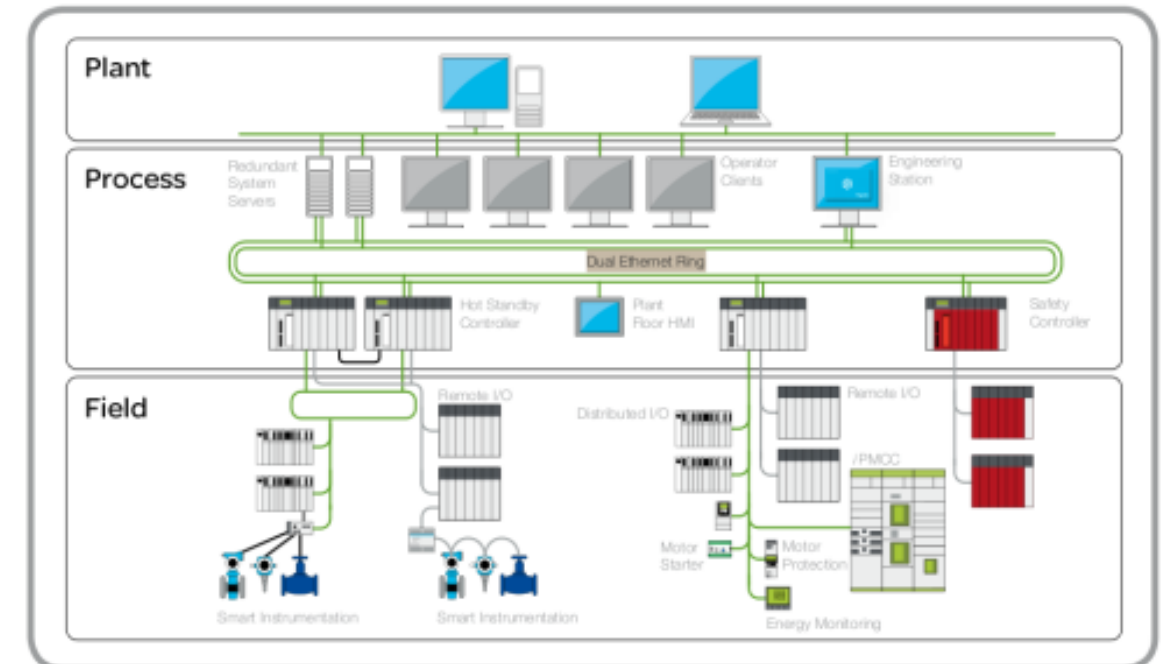 Plant
Process
Redundant
System
Servers
Operator
Clients
Engineering
Station
Dual Ethernet Ring
Hot Standby
Controller
Plant
Floor HMI
Safety
Controller
Field
Remote I/O
Distributed I/O
Remote I/O
iPMCC
Motor
Starter
Motor
Protection
Smart Instrumentation
Smart Instrumentation
Energy Monitoring